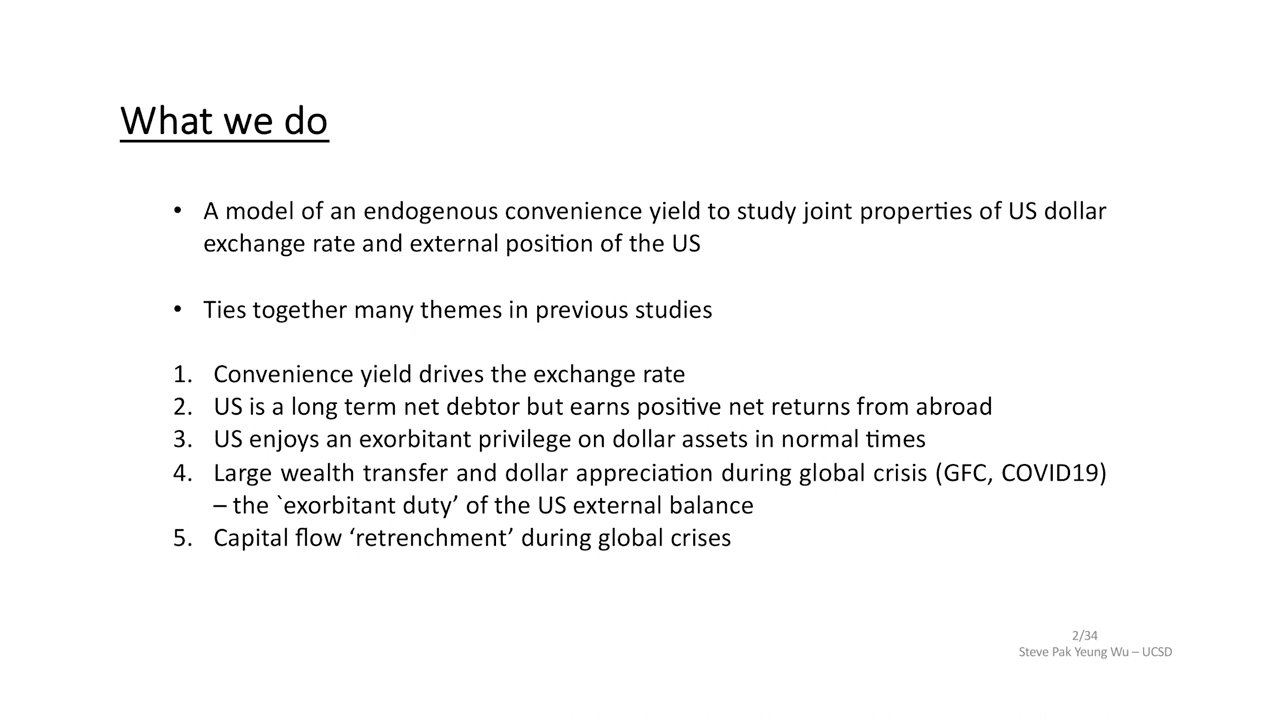 What we do
• A model of an endogenous convenience yield to study joint properties of US dollar
exchange rate and external position of the US
• Ties together many themes in previous studies
1. Convenience yield drives the exchange rate
2. US is a long term net debtor but earns positive net returns from abroad
3. US enjoys an exorbitant privilege on dollar assets in normal times
4. Large wealth transfer and dollar appreciation during global crisis (GFC, COVID19)
– the `exorbitant duty’ of the US external balance
5. Capital flow ‘retrenchment’ during global crises
2/34
Steve Pak Yeung Wu – UCSD